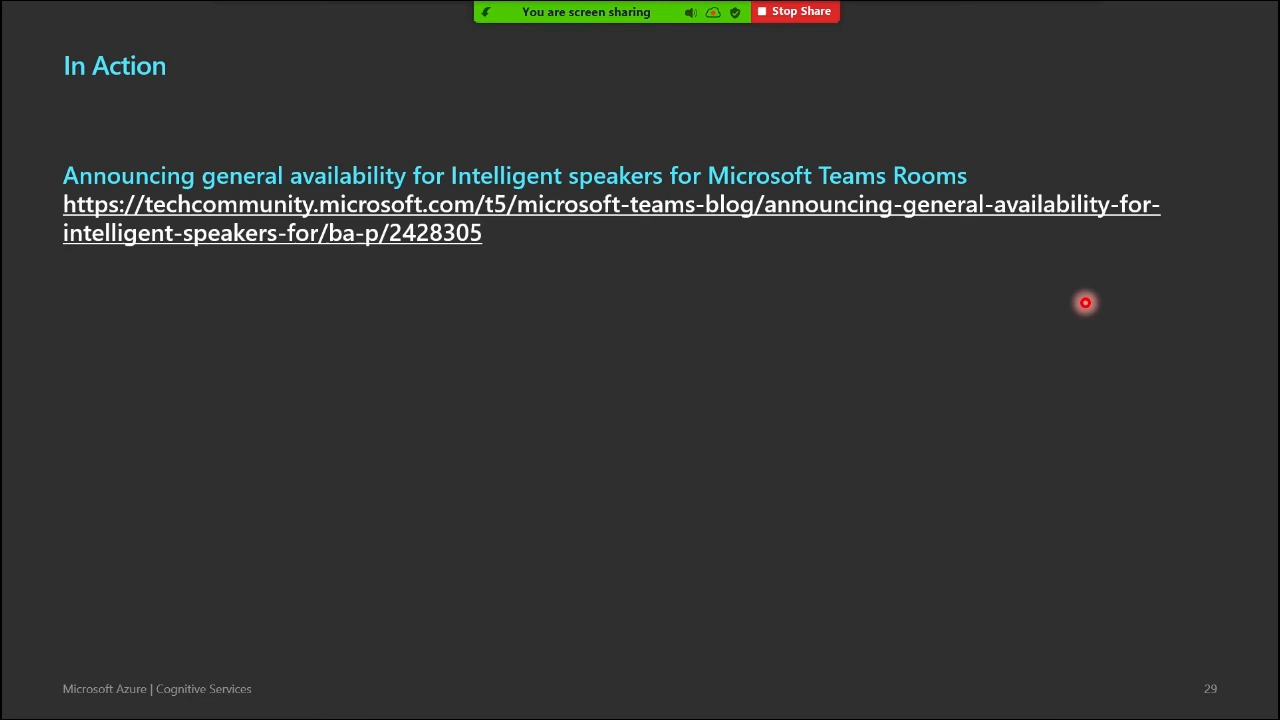 You are screen sharing
Stop Share
In Action
Announcing general availability for Intelligent speakers for Microsoft Teams Rooms
https://techcommunity.microsoft.com/t5/microsoft-teams-blog/announcing-general-availability-for-
intelligent-speakers-for/ba-p/2428305
Microsoft Azure | Cognitive Services
29